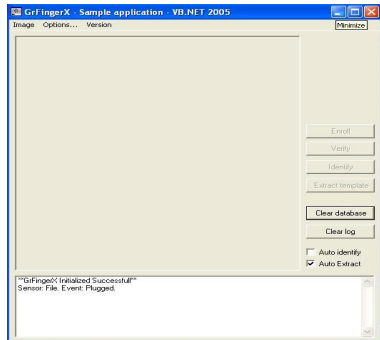 GrFingerX - Sample application - VB.NET 2005
Image Options... Version
Minimize
Enroll
Verify
Identify
Extract template
Clear database
Clear log
Auto identify
Auto Extract
**GrFingerX Initialized Successfull**
Sensor: File. Event: Plugged.